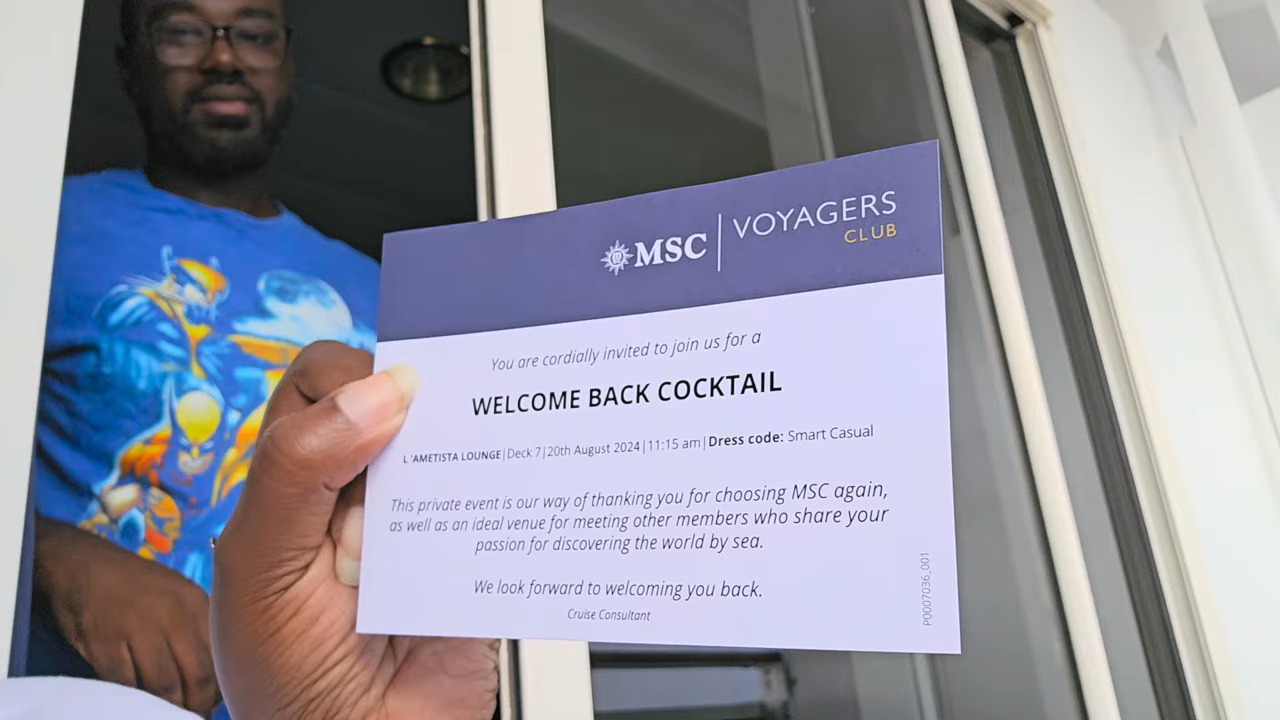 MSC | VOYAGERS
CLUB
You are cordially invited to join us for a
WELCOME BACK COCKTAIL
L 'AMETISTA LOUNGE|Deck 7|20th August 2024|11:15 am|Dress code: Smart Casual
This private event is our way of thanking you for choosing MSC again,
as well as an ideal venue for meeting other members who share your
passion for discovering the world by sea.
We look forward to welcoming you back.
Cruise Consultant
P0007036_001